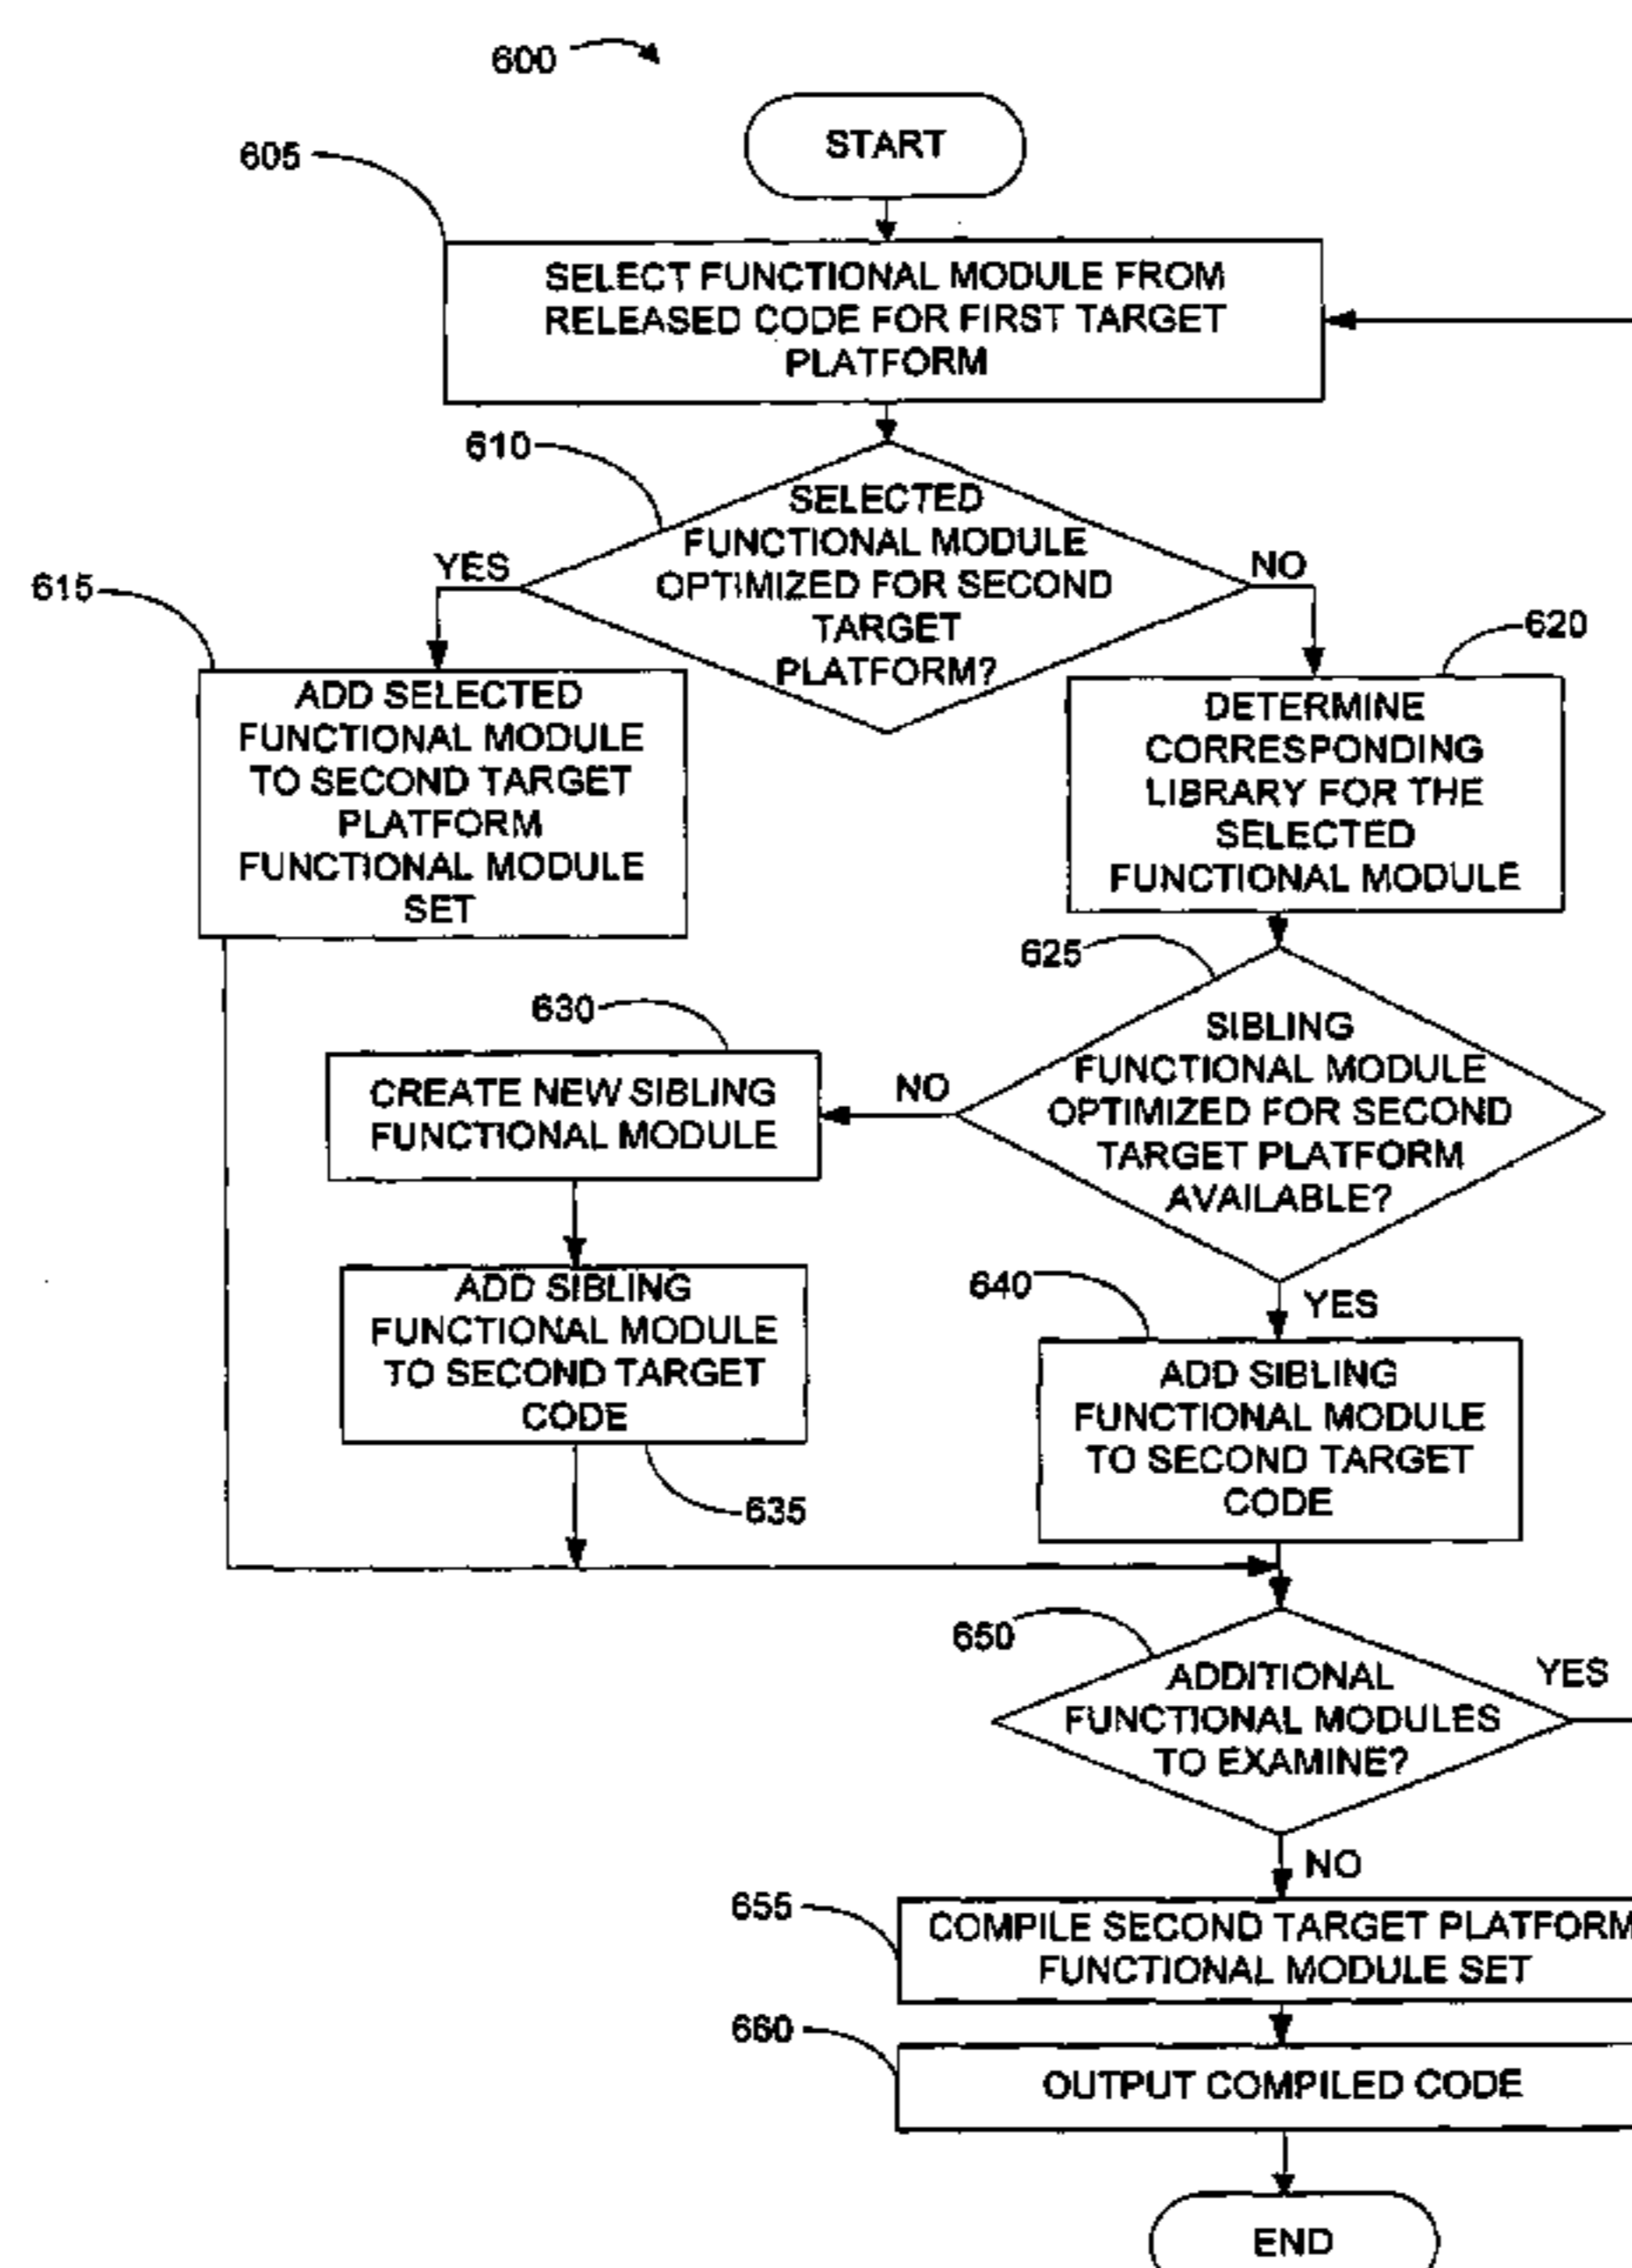 600
START
605
SELECT FUNCTIONAL MODULE FROM
RELEASED CODE FOR FIRST TARGET
PLATFORM
610
SELECTED
FUNCTIONAL MODULE
OPTIMIZED FOR SECOND
TARGET
PLATFORM?
YES
NO
615
ADD SELECTED
FUNCTIONAL MODULE
TO SECOND TARGET
PLATFORM
FUNCTIONAL MODULE
SET
620
DETERMINE
CORRESPONDING
LIBRARY FOR THE
SELECTED
FUNCTIONAL MODULE
625
SIBLING
FUNCTIONAL MODULE
OPTIMIZED FOR SECOND
TARGET PLATFORM
AVAILABLE?
NO
630
CREATE NEW SIBLING
FUNCTIONAL MODULE
ADD SIBLING
FUNCTIONAL MODULE
TO SECOND TARGET
CODE
635
YES
640
ADD SIBLING
FUNCTIONAL MODULE
TO SECOND TARGET
CODE
650
ADDITIONAL
FUNCTIONAL MODULES
TO EXAMINE?
YES
NO
655
COMPILE SECOND TARGET PLATFORM
FUNCTIONAL MODULE SET
660
OUTPUT COMPILED CODE
END